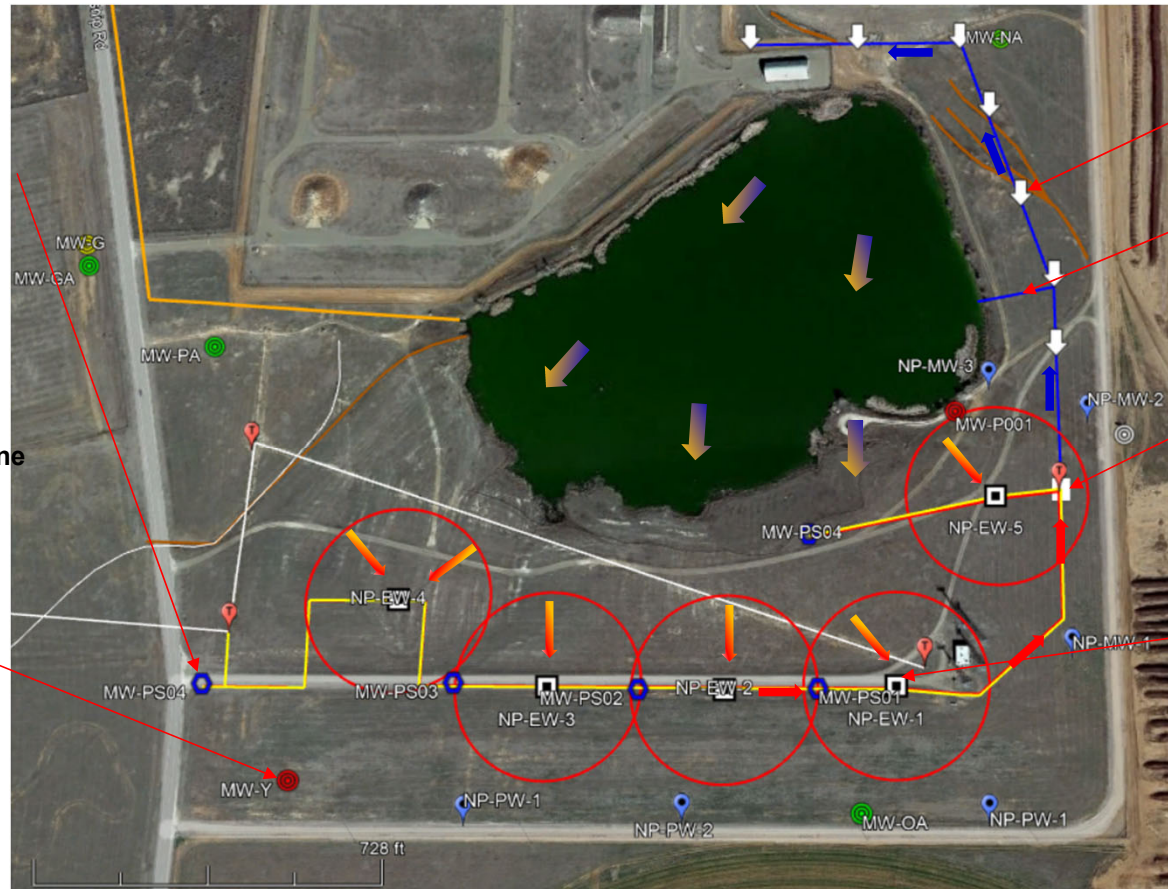 MW-NA
MW-G
MW-GA
MW-PA
NP-MW-3
NP-MW-2
MW-P001
ne
MW-PS04
NP-EW-5
NP-EW-4
T
T
T
T
NP-MW-1
MW-PS04
MW-PS03
MW-PS02
NP-EW-2
MW-PS01
NP-EW-3
NP-EW-1
MW-Y
NP-PW-1
NP-PW-2
MW-OA
NP-PW-1
728 ft